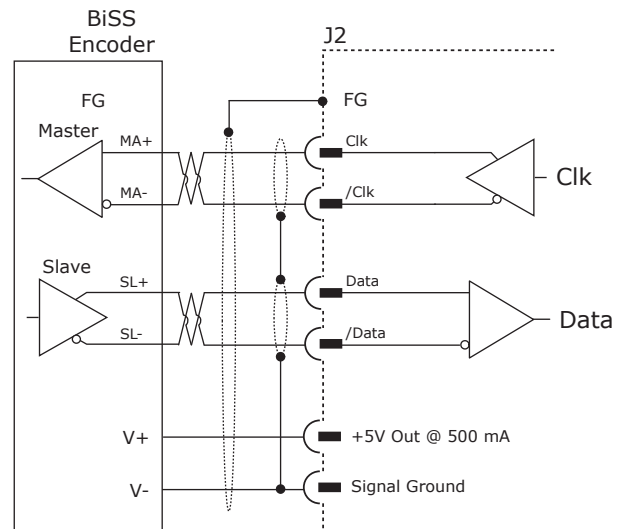 BiSS
Encoder
J2
FG
FG
Master
MA+
Clk
MA-
/Clk
Clk
Slave
SL+
Data
SL-
/Data
Data
V+
+5V Out @ 500 mA
V-
Signal Ground